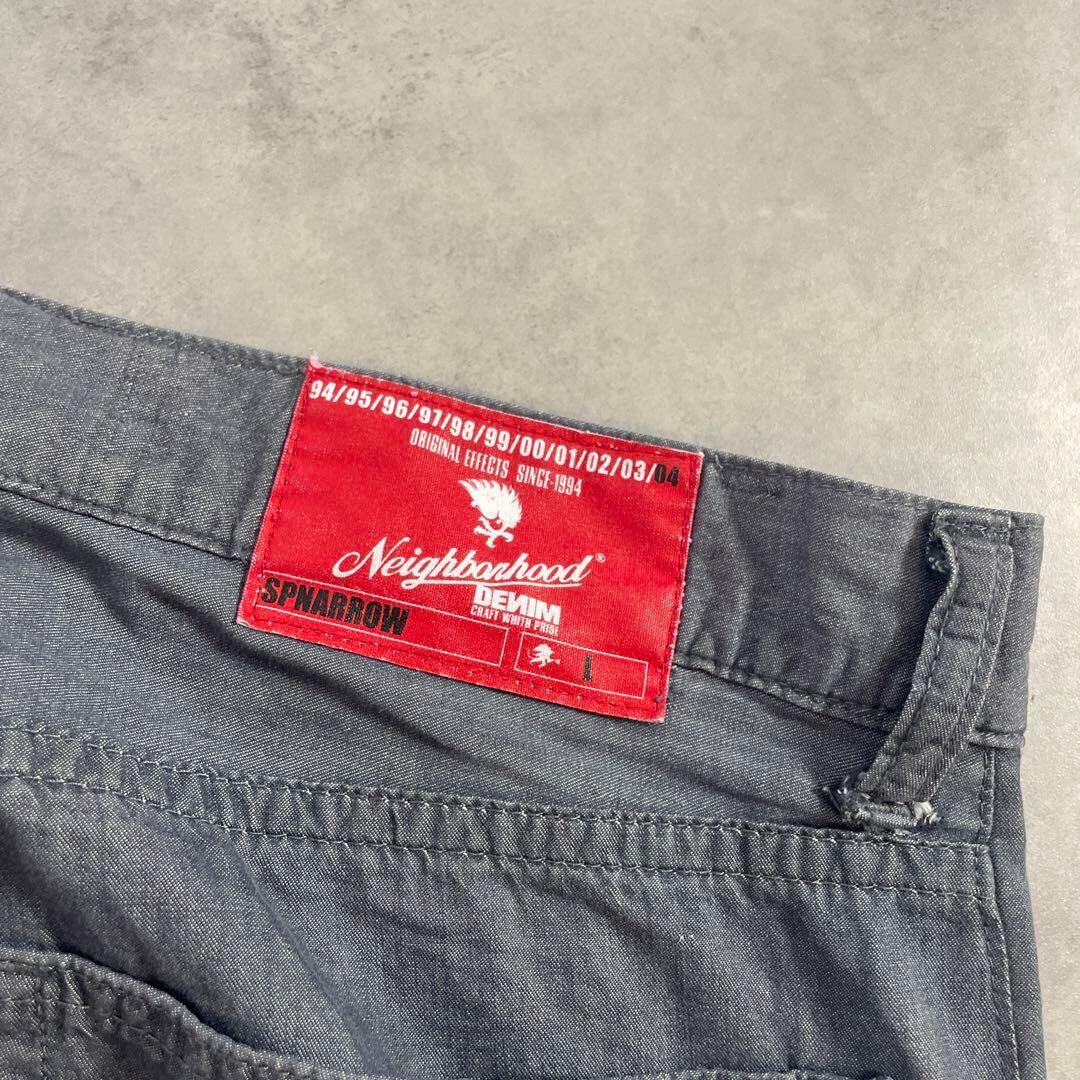 94/95/96/97/98/99/00/01/02/03/04
ORIGINAL EFFECTS SINCE-1994
Neighborhood®
DENIM
CRAFT WHITH PRIDE
SPNARROW
L